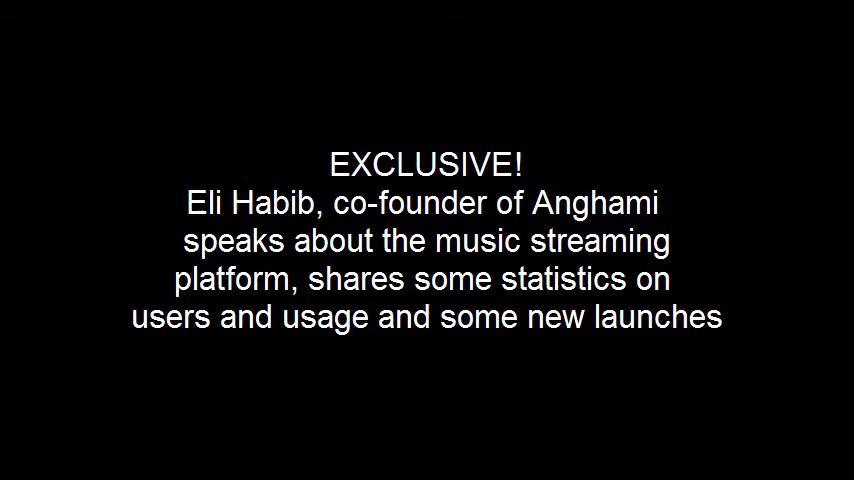 EXCLUSIVE!
Eli Habib, co-founder of Anghami
speaks about the music streaming
platform, shares some statistics on
users and usage and some new launches